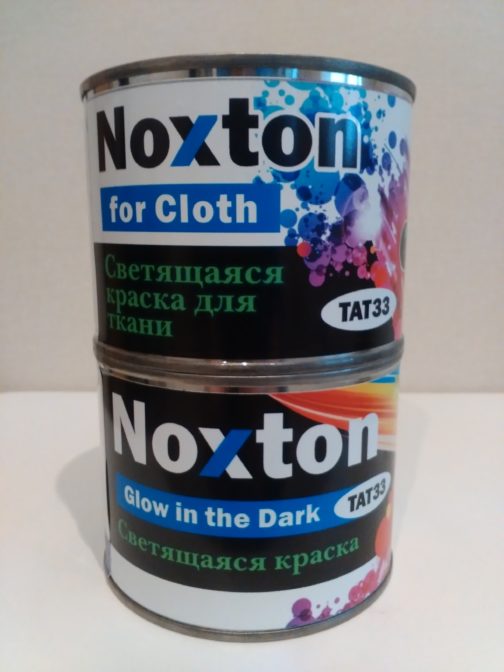 Noxton
for Cloth
Светящаяся
краска для
ткани
TAT33
Noxton
Glow in the Dark
TAT33
Светящаяся краска